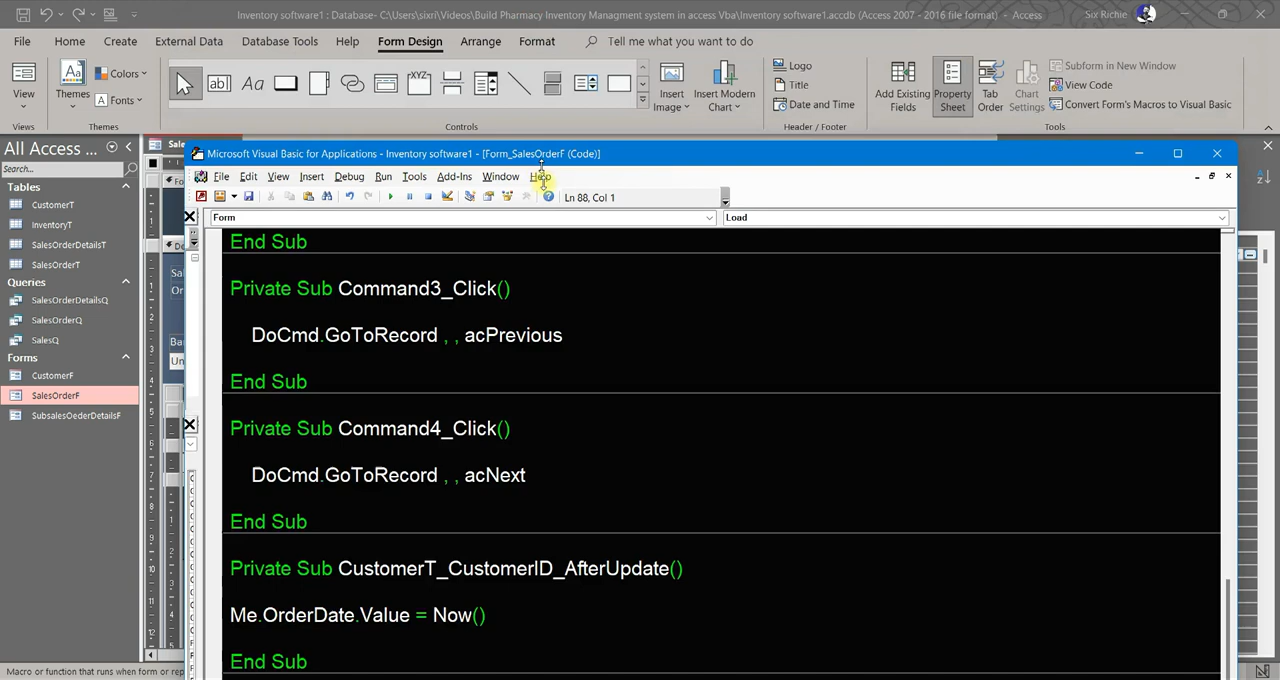 Inventory software1 : Database- C:\Users\sixri\Videos\Build Pharmacy Inventory Managment system in access Vba\Inventory software1.accdb (Access 2007 - 2016 file format) - Access
Six Richie
File Home Create External Data Database Tools Help Form Design Arrange Format Tell me what you want to do
View
Views
Themes
Colors
Fonts
Themes
ab|
Aa
XYZ
Controls
Insert Image
Insert Modern Chart
Logo
Title
Date and Time
Header / Footer
Add Existing Fields
Property Sheet
Tab Order
Chart Settings
Subform in New Window
View Code
Convert Form's Macros to Visual Basic
Tools
All Access ...
Search...
Tables
CustomerT
InventoryT
SalesOrderDetailsT
SalesOrderT
Queries
SalesOrderDetailsQ
SalesOrderQ
SalesQ
Forms
CustomerF
SalesOrderF
SubsalesOederDetailsF
Microsoft Visual Basic for Applications - Inventory software1 - [Form_SalesOrderF (Code)]
File Edit View Insert Debug Run Tools Add-Ins Window Help
Ln 88, Col 1
Form
Load
End Sub
Private Sub Command3_Click()
DoCmd.GoToRecord , , acPrevious
End Sub
Private Sub Command4_Click()
DoCmd.GoToRecord , , acNext
End Sub
Private Sub CustomerT_CustomerID_AfterUpdate()
Me.OrderDate.Value = Now()
End Sub
Macro or function that runs when form or rep